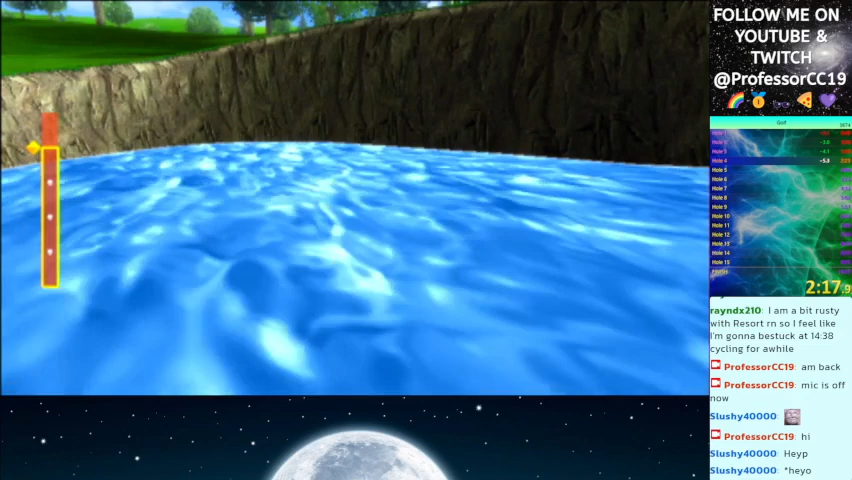 FOLLOW ME ON
YOUTUBE &
TWITCH
@ProfessorCC19
Golf
Hole 1
Hole 2
Hole 3
Hole 4 -5.3
Hole 5
Hole 6
Hole 7
Hole 8
Hole 9
Hole 10
Hole 11
Hole 12
Hole 13
Hole 14
Hole 15
2:17.9
rayndx210: I am a bit rusty
with Resort rn so I feel like
I'm gonna bestuck at 14:38
cycling for awhile
ProfessorCC19: am back
ProfessorCC19: mic is off
now
Slushy40000:
ProfessorCC19: hi
Slushy40000: Heyp
Slushy40000: *heyo